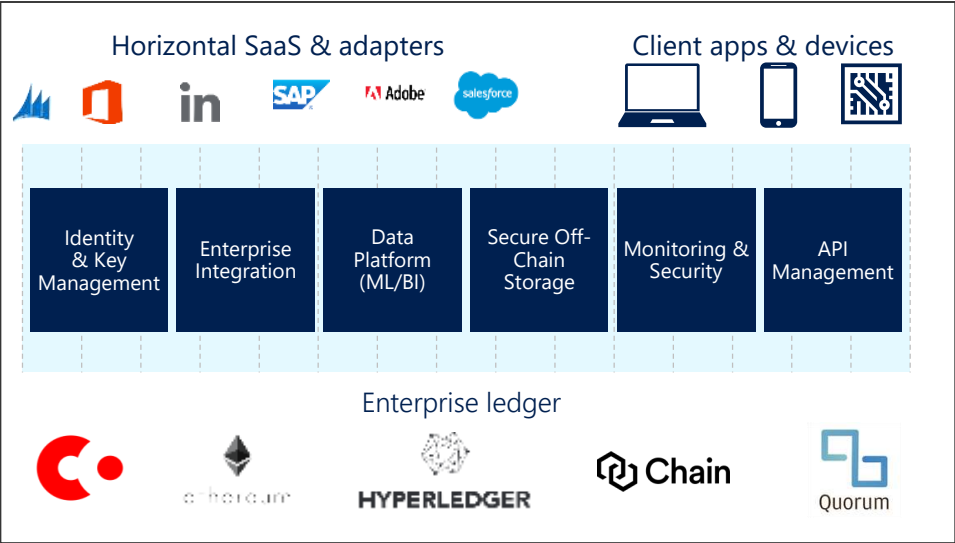 Horizontal SaaS & adapters
Client apps & devices
in
SAP
Adobe
salesforce
Identity
& Key
Management
Enterprise
Integration
Data
Platform
(ML/BI)
Secure Off-
Chain
Storage
Monitoring &
Security
API
Management
Enterprise ledger
ethereum
HYPERLEDGER
Chain
Quorum